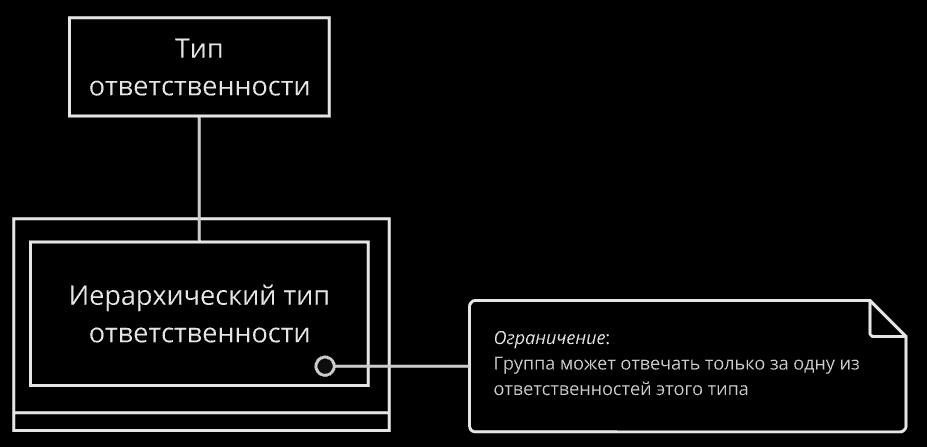 Тип
ответственности
Иерархический тип
ответственности
Ограничение:
Группа может отвечать только за одну из
ответственностей этого типа